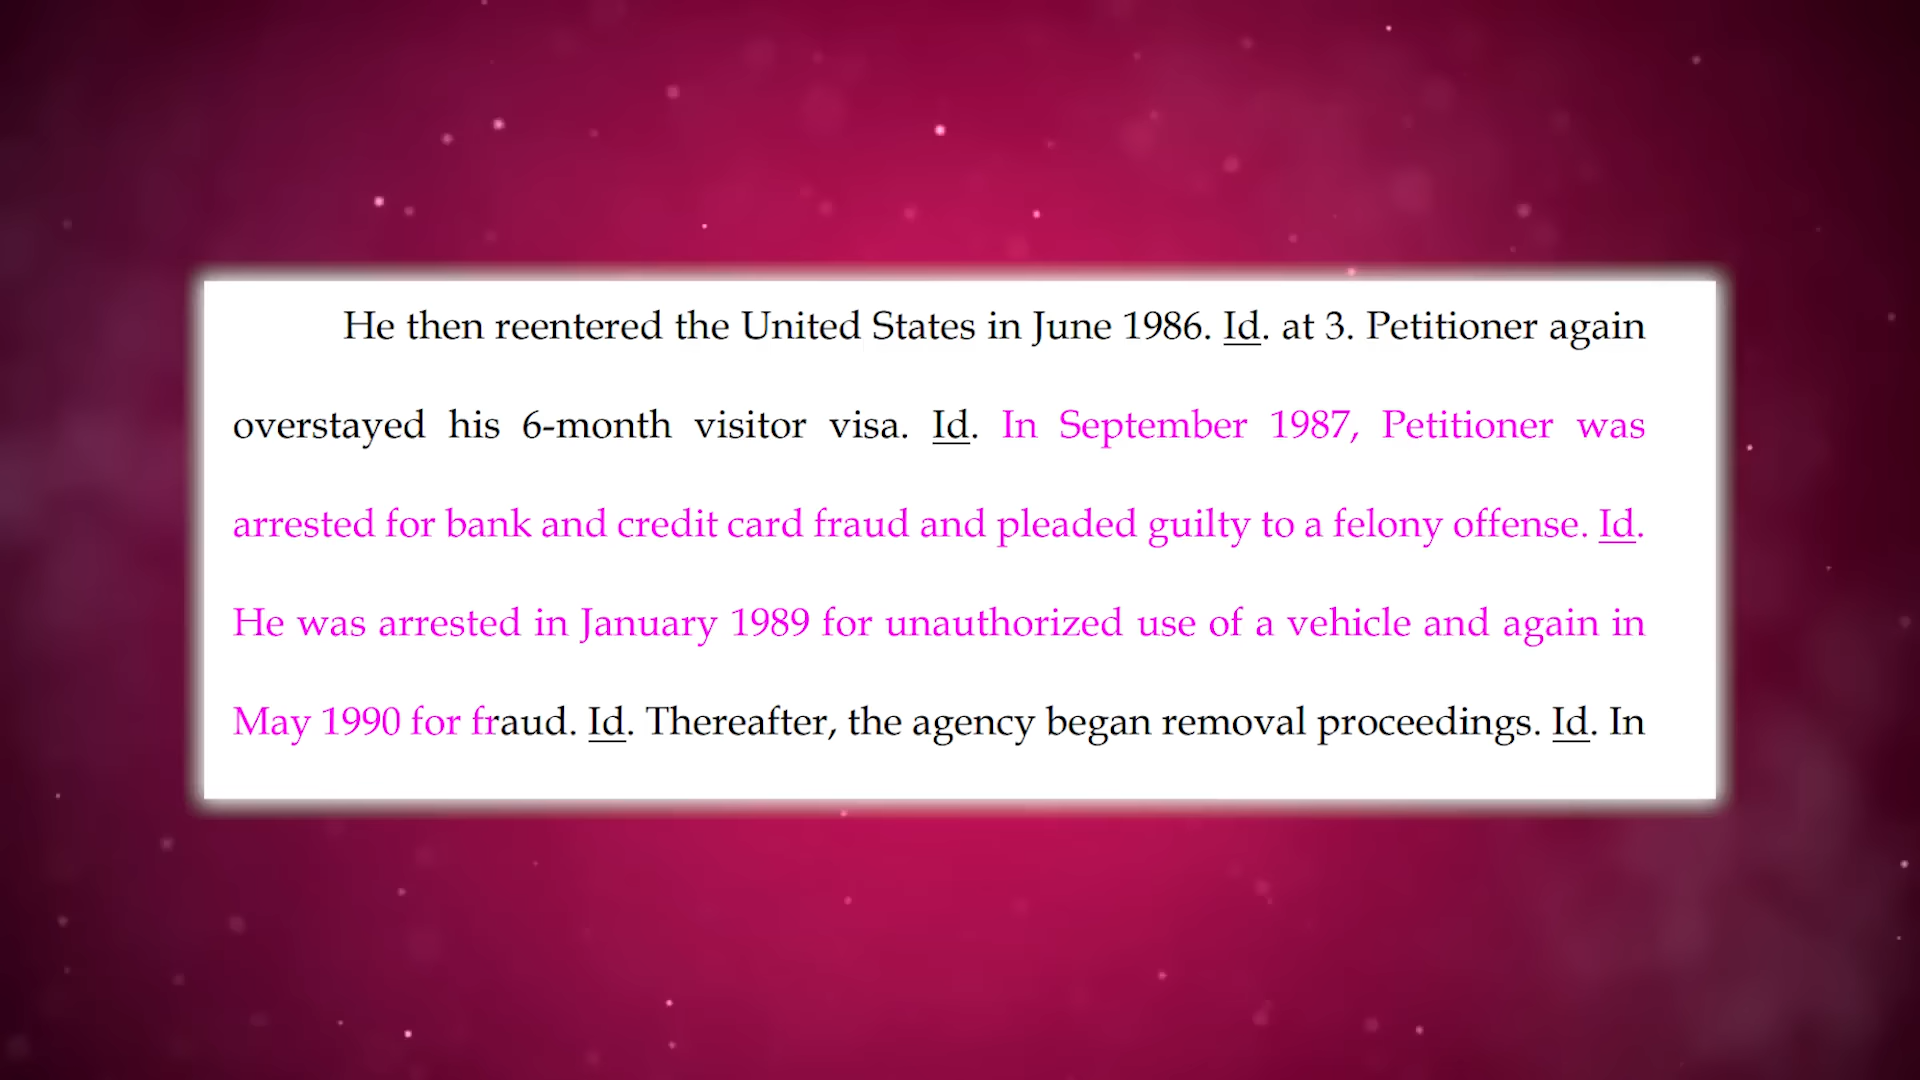 He then reentered the United States in June 1986. Id. at 3. Petitioner again
overstayed his 6-month visitor visa. Id. In September 1987, Petitioner was
arrested for bank and credit card fraud and pleaded guilty to a felony offense. Id.
He was arrested in January 1989 for unauthorized use of a vehicle and again in
May 1990 for fraud. Id. Thereafter, the agency began removal proceedings. Id. In